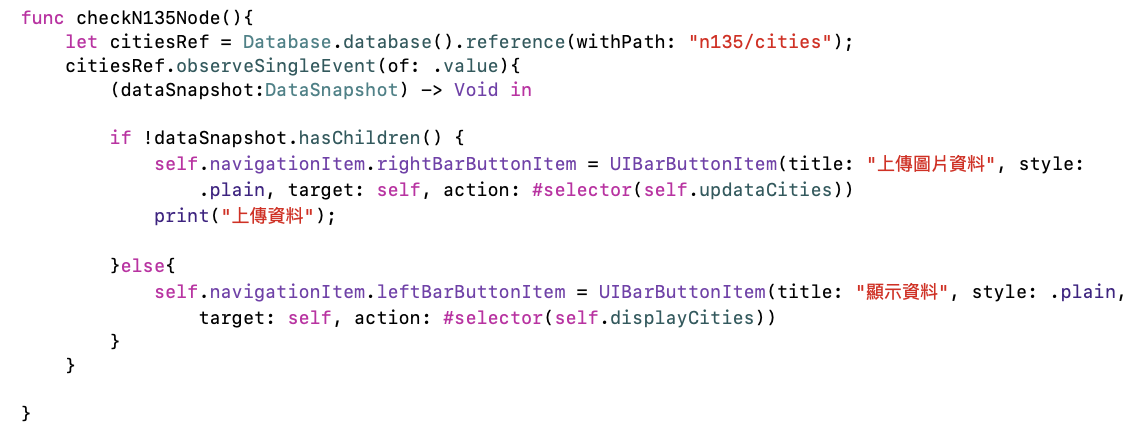 func checkN135Node(){
    let citiesRef = Database.database().reference(withPath: "n135/cities");
    citiesRef.observeSingleEvent(of: .value){
        (dataSnapshot:DataSnapshot) -> Void in
        if !dataSnapshot.hasChildren() {
            self.navigationItem.rightBarButtonItem = UIBarButtonItem(title: "上傳圖片資料", style:
                .plain, target: self, action: #selector(self.updataCities))
            print("上傳資料");
        }else{
            self.navigationItem.leftBarButtonItem = UIBarButtonItem(title: "顯示資料", style: .plain,
                target: self, action: #selector(self.displayCities))
        }
    }
}